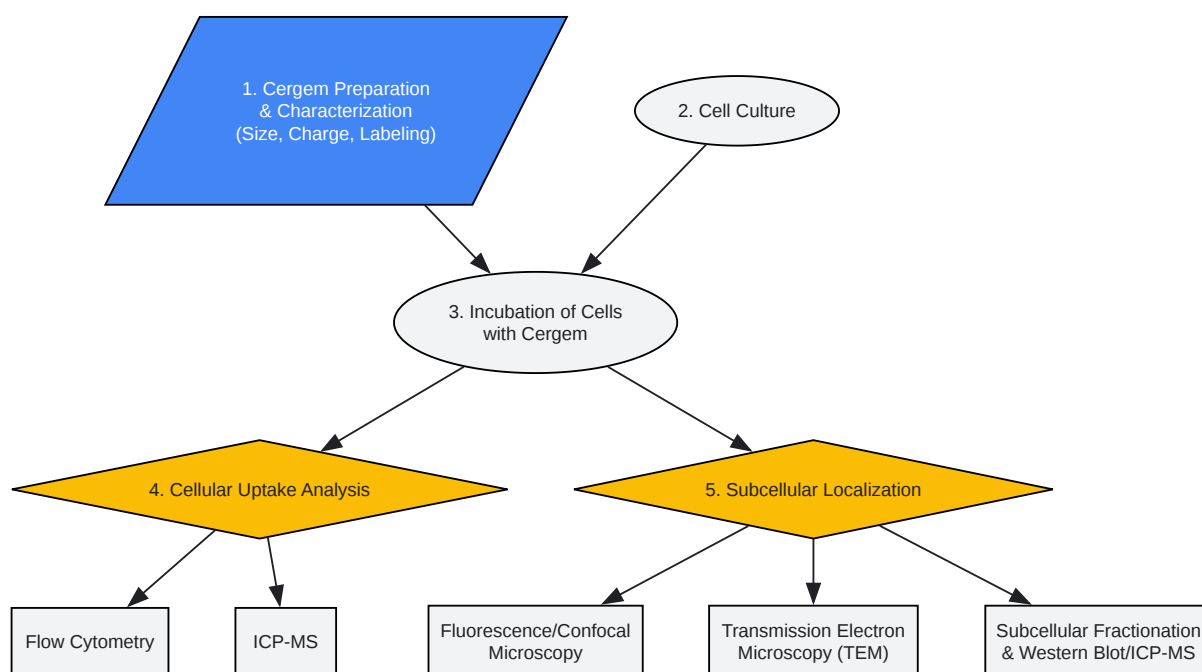 1. Cergem Preparation
& Characterization
(Size, Charge, Labeling)
2. Cell Culture
3. Incubation of Cells
with Cergem
4. Cellular Uptake Analysis
5. Subcellular Localization
Flow Cytometry
ICP-MS
Fluorescence/Confocal
Microscopy
Transmission Electron
Microscopy (TEM)
Subcellular Fractionation
& Western Blot/ICP-MS